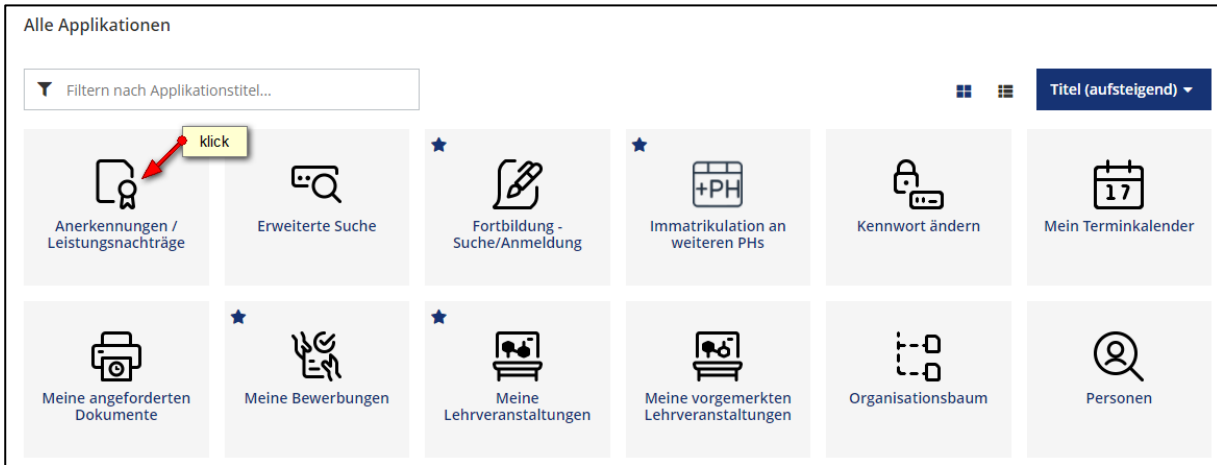 Alle Applikationen
Filtern nach Applikationstitel...
Titel (aufsteigend)
klick
Anerkennungen /
Leistungsnachträge
Erweiterte Suche
Fortbildung -
Suche/Anmeldung
+PH
Immatrikulation an
weiteren PHs
Kennwort ändern
17
Mein Terminkalender
Meine angeforderten
Dokumente
Meine Bewerbungen
Meine
Lehrveranstaltungen
Meine vorgemerkten
Lehrveranstaltungen
Organisationsbaum
Personen